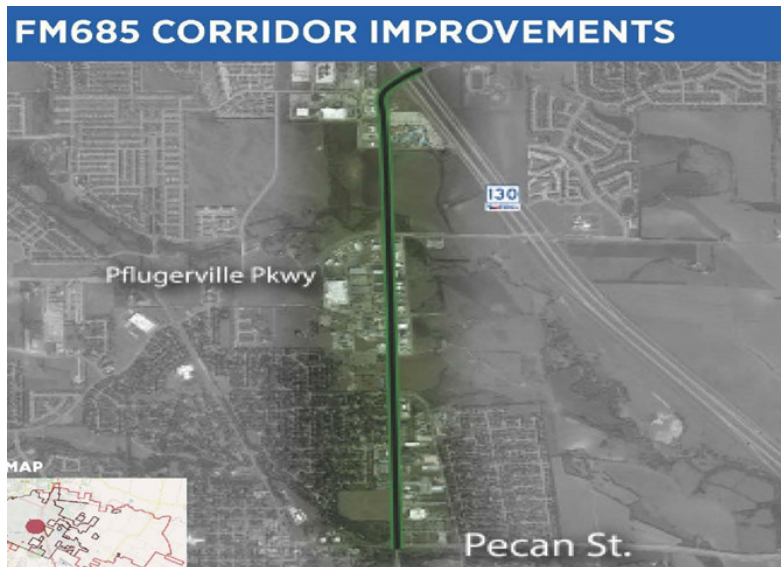 FM685 CORRIDOR IMPROVEMENTS
130
Pflugerville Pkwy
Pecan St.
MAP